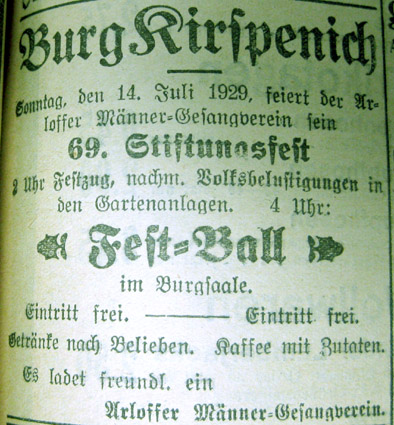 Burg Kirspenich
Sonntag, den 14. Juli 1929, feiert der Ar-
loffer Männer-Gesangverein sein
69. Stiftungsfest
2 Uhr Festzug, nachm. Volksbelustigungen in
den Gartenanlagen. 4 Uhr:
Fest-Ball
im Burgsaale.
Eintritt frei. ——— Eintritt frei.
Getränke nach Belieben. Kaffee mit Zutaten.
Es ladet freundl. ein
Arloffer Männer-Gesangverein.